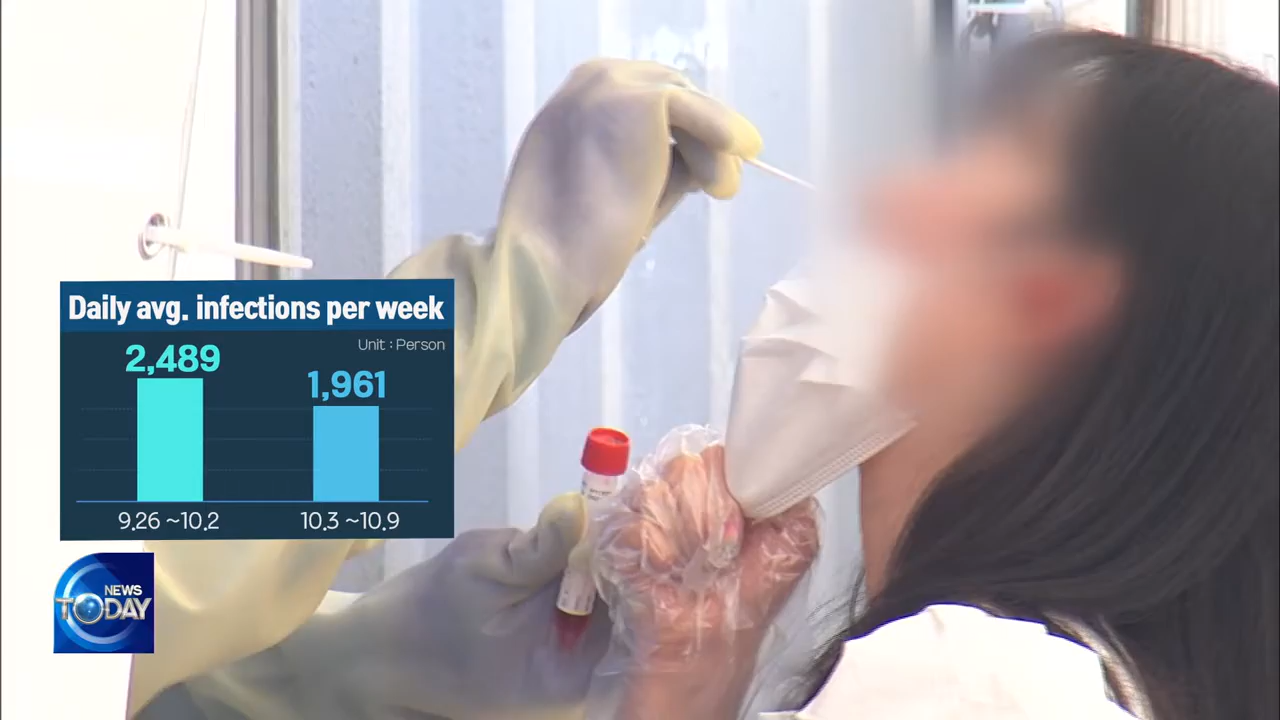 Daily avg. infections per week
Unit : Person
2,489
1,961
9.26 ~10.2
10.3 ~10.9
NEWS
TODAY